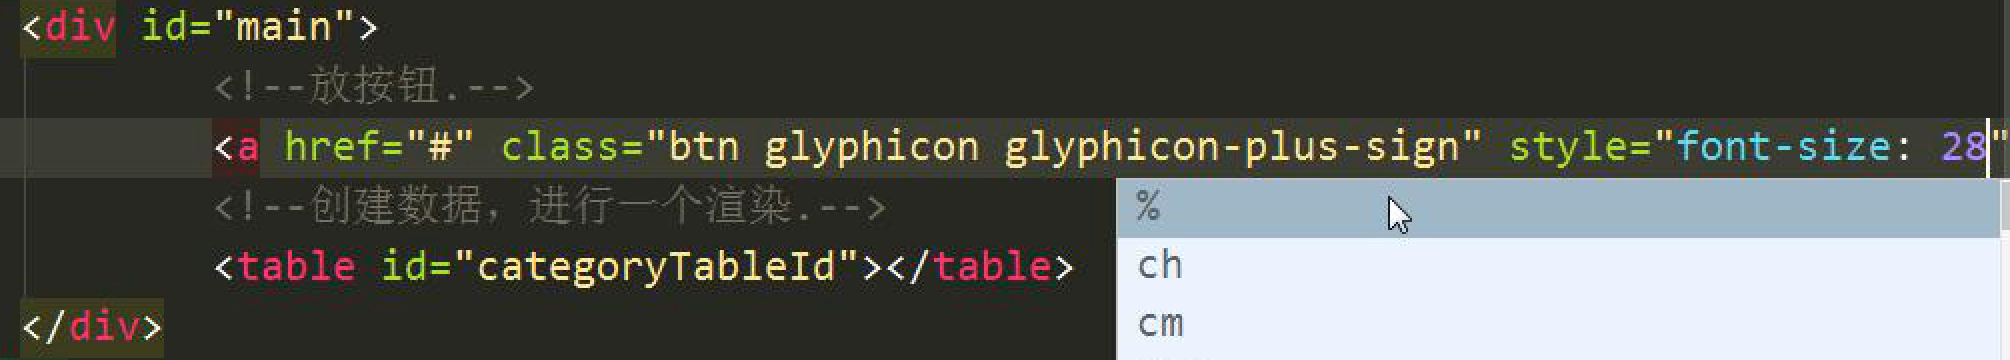 <div id="main">
<!--放按钮.-->
<a href="#" class="btn glyphicon glyphicon-plus-sign" style="font-size: 28"
%
<!--创建数据，进行一个渲染.-->
ch
<table id="categoryTableId"></table>
cm
</div>